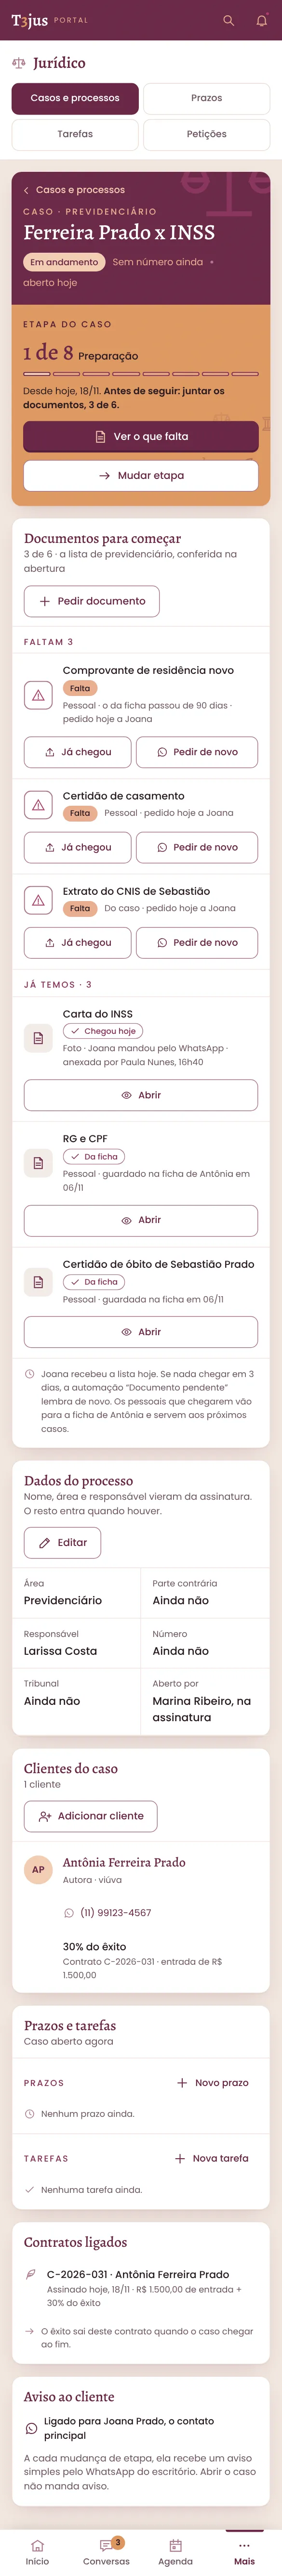 T3jus PORTAL
Jurídico
Casos e processos
Prazos
Tarefas
Petições
Casos e processos
CASO · PREVIDENCIÁRIO
Ferreira Prado x INSS
Em andamento
Sem número ainda •
aberto hoje
ETAPA DO CASO
1 de 8 Preparação
Desde hoje, 18/11. Antes de seguir: juntar os
documentos, 3 de 6.
Ver o que falta
Mudar etapa
Documentos para começar
3 de 6 · a lista de previdenciário, conferida na
abertura
Pedir documento
FALTAM 3
Comprovante de residência novo
Falta
Pessoal · o da ficha passou de 90 dias ·
pedido hoje a Joana
Já chegou
Pedir de novo
Certidão de casamento
Falta
Pessoal · pedido hoje a Joana
Já chegou
Pedir de novo
Extrato do CNIS de Sebastião
Falta
Do caso · pedido hoje a Joana
Já chegou
Pedir de novo
JÁ TEMOS · 3
Carta do INSS
Chegou hoje
Foto · Joana mandou pelo WhatsApp ·
anexada por Paula Nunes, 16h40
Abrir
RG e CPF
Da ficha
Pessoal · guardado na ficha de Antônia em
06/11
Abrir
Certidão de óbito de Sebastião Prado
Da ficha
Pessoal · guardada na ficha em 06/11
Abrir
Joana recebeu a lista hoje. Se nada chegar em 3
dias, a automação “Documento pendente”
lembra de novo. Os pessoais que chegarem vão
para a ficha de Antônia e servem aos próximos
casos.
Dados do processo
Nome, área e responsável vieram da assinatura.
O resto entra quando houver.
Editar
Área
Previdenciário
Parte contrária
Ainda não
Responsável
Larissa Costa
Número
Ainda não
Tribunal
Ainda não
Aberto por
Marina Ribeiro, na
assinatura
Clientes do caso
1 cliente
Adicionar cliente
AP
Antônia Ferreira Prado
Autora · viúva
(11) 99123-4567
30% do êxito
Contrato C-2026-031 · entrada de R$
1.500,00
Prazos e tarefas
Caso aberto agora
PRAZOS
Novo prazo
Nenhum prazo ainda.
TAREFAS
Nova tarefa
Nenhuma tarefa ainda.
Contratos ligados
C-2026-031 · Antônia Ferreira Prado
Assinado hoje, 18/11 · R$ 1.500,00 de entrada +
30% do êxito
O êxito sai deste contrato quando o caso chegar
ao fim.
Aviso ao cliente
Ligado para Joana Prado, o contato
principal
A cada mudança de etapa, ela recebe um aviso
simples pelo WhatsApp do escritório. Abrir o caso
não manda aviso.
Início
Conversas
3
Agenda
Mais